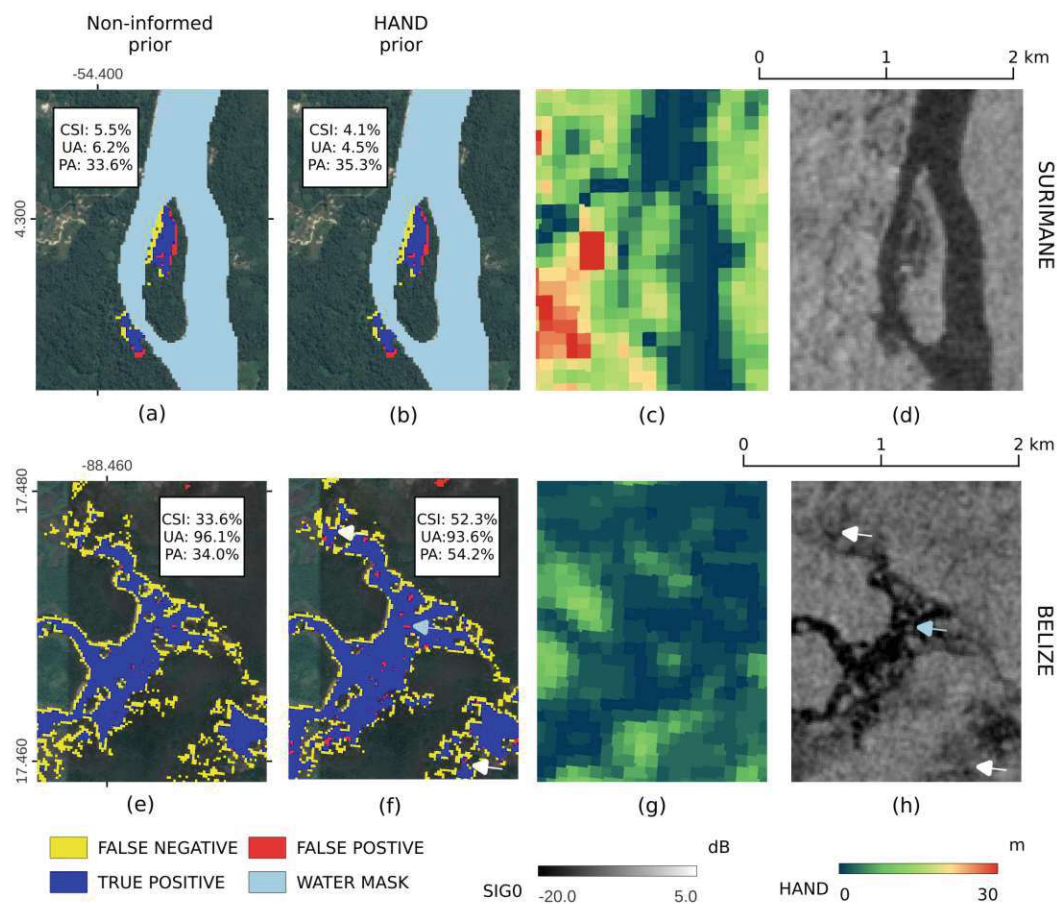 Non-informed
prior
HAND
prior
0 1 2 km
-54.400
4.300
CSI: 5.5%
UA: 6.2%
PA: 33.6%
CSI: 4.1%
UA: 4.5%
PA: 35.3%
SURIMANE
(a) (b) (c) (d)
0 1 2 km
-88.460
17.480
17.460
CSI: 33.6%
UA: 96.1%
PA: 34.0%
CSI: 52.3%
UA:93.6%
PA: 54.2%
BELIZE
(e) (f) (g) (h)
FALSE NEGATIVE
FALSE POSTIVE
TRUE POSITIVE
WATER MASK
dB
SIG0
-20.0 5.0
m
HAND
0 30